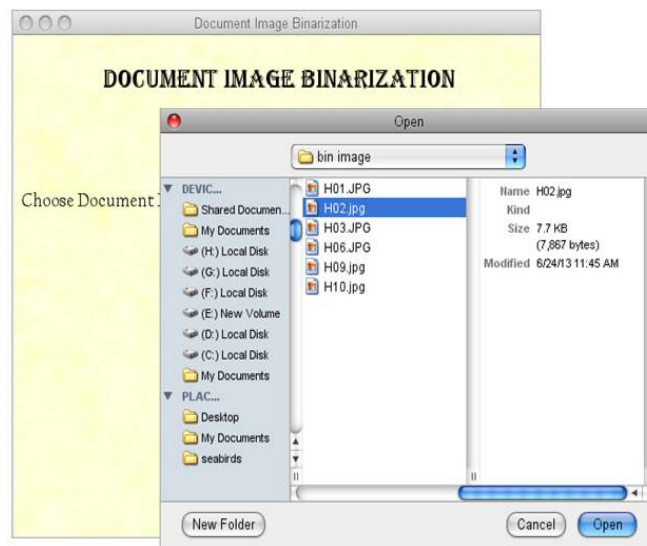 Document Image Binarization
DOCUMENT IMAGE BINARIZATION
Choose Document
Open
bin image
DEVIC...
Shared Documen...
My Documents
(H:) Local Disk
(G:) Local Disk
(F:) Local Disk
(E:) New Volume
(D:) Local Disk
(C:) Local Disk
My Documents
PLAC...
Desktop
My Documents
seabirds
H01.JPG
H02.jpg
H03.JPG
H06.JPG
H09.jpg
H10.jpg
Name H02.jpg
Kind
Size 7.7 KB
(7,867 bytes)
Modified 6/24/13 11:45 AM
New Folder
Cancel
Open